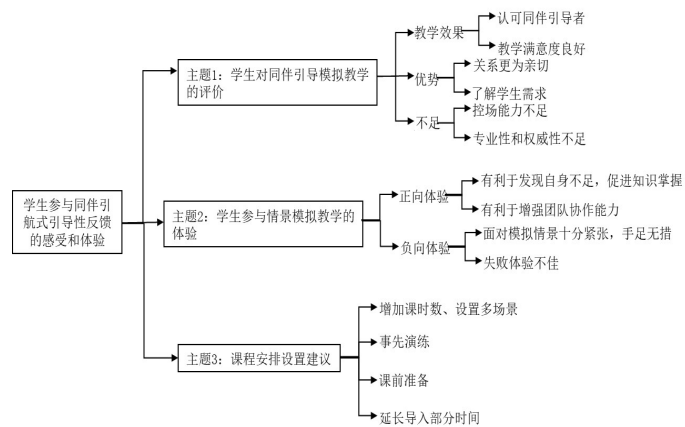 学生参与同伴引
航式引导性反馈
的感受和体验
主题1：学生对同伴引导模拟教学
的评价
教学效果
认可同伴引导者
教学满意度良好
优势
关系更为亲切
了解学生需求
不足
控场能力不足
专业性和权威性不足
主题2：学生参与情景模拟教学的
体验
正向体验
有利于发现自身不足，促进知识掌握
有利于增强团队协作能力
负向体验
面对模拟情景十分紧张，手足无措
失败体验不佳
主题3：课程安排设置建议
增加课时数、设置多场景
事先演练
课前准备
延长导入部分时间